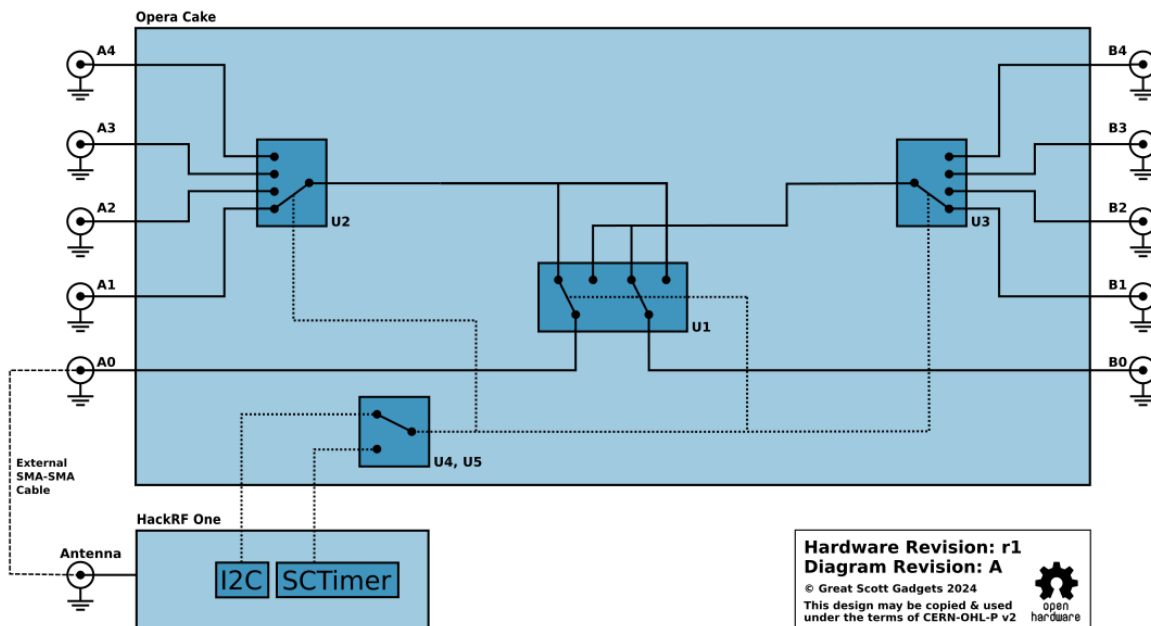 Opera Cake
A4
B4
A3
B3
A2
B2
U2
U3
A1
B1
U1
A0
B0
External
SMA-SMA
Cable
U4, U5
HackRF One
Antenna
I2C
SCTimer
Hardware Revision: r1
Diagram Revision: A
© Great Scott Gadgets 2024
This design may be copied & used
under the terms of CERN-OHL-P v2
open
hardware